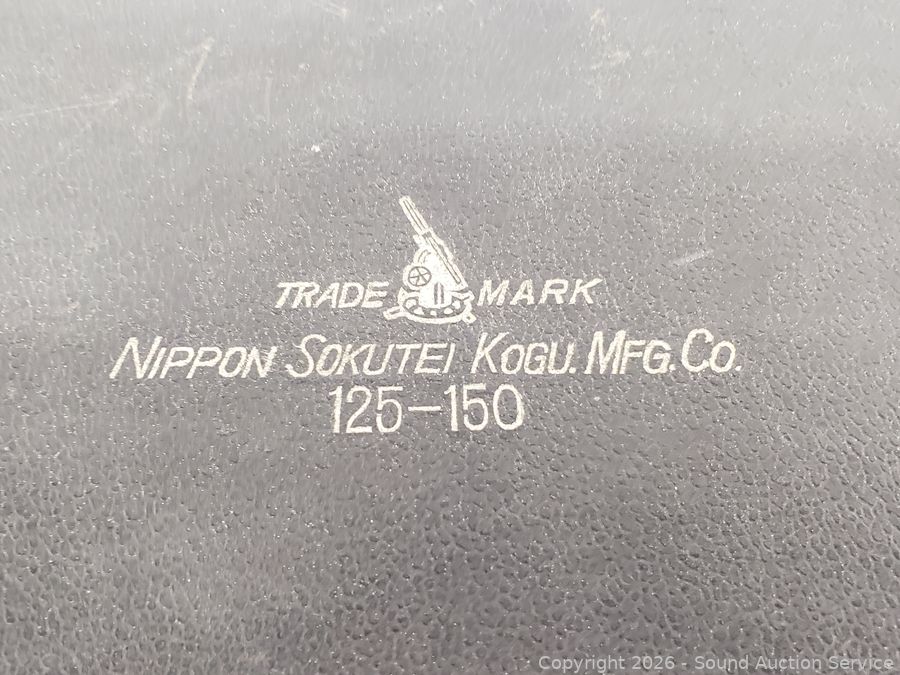 TRADE MARK
NIPPON SOKUTEI KOGU. MFG. CO.
125-150
Copyright 2026 - Sound Auction Service